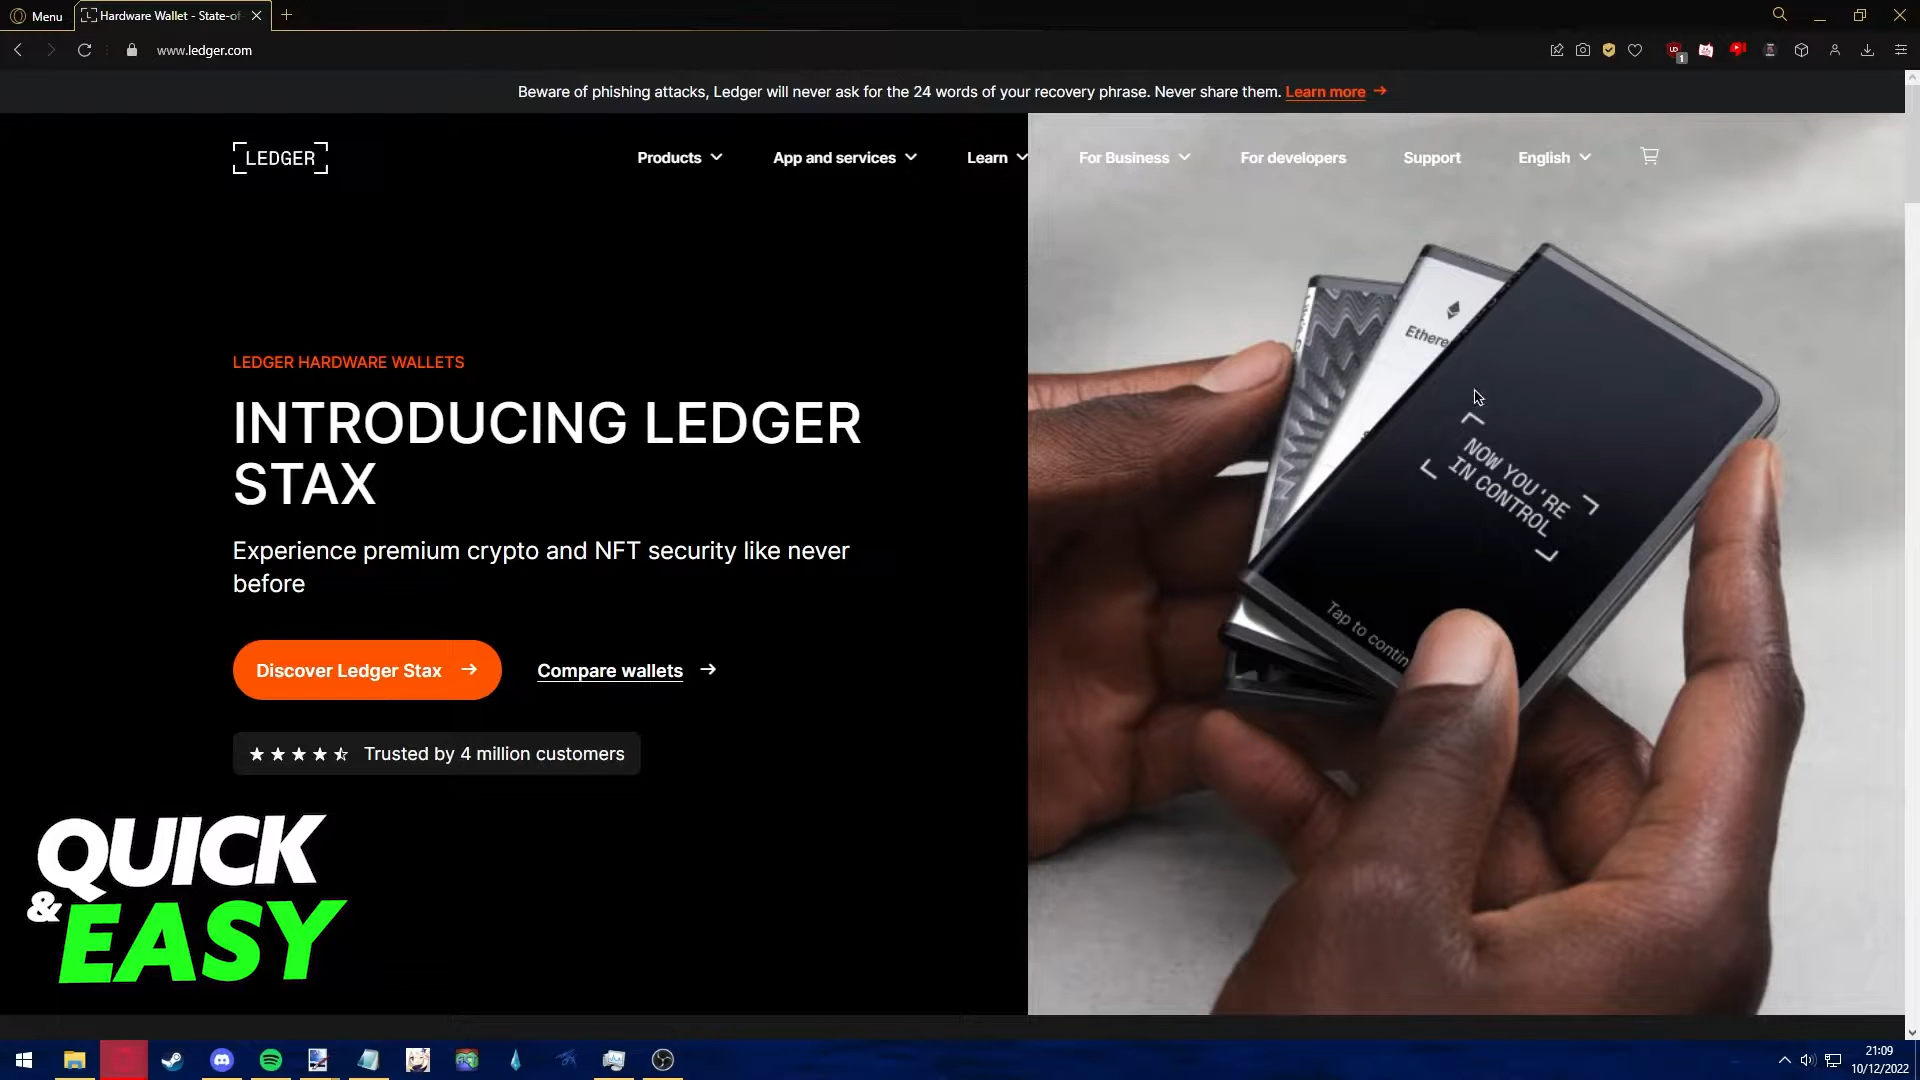 Menu
Hardware Wallet - State-of-
www.ledger.com
1
Beware of phishing attacks, Ledger will never ask for the 24 words of your recovery phrase. Never share them. Learn more →
LEDGER
Products
App and services
Learn
For Business
For developers
Support
English
LEDGER HARDWARE WALLETS
INTRODUCING LEDGER
STAX
Experience premium crypto and NFT security like never
before
Discover Ledger Stax →
Compare wallets →
Trusted by 4 million customers
Ethere
NOW YOU'RE
IN CONTROL
Tap to contin
QUICK
& EASY
21:09
10/12/2022